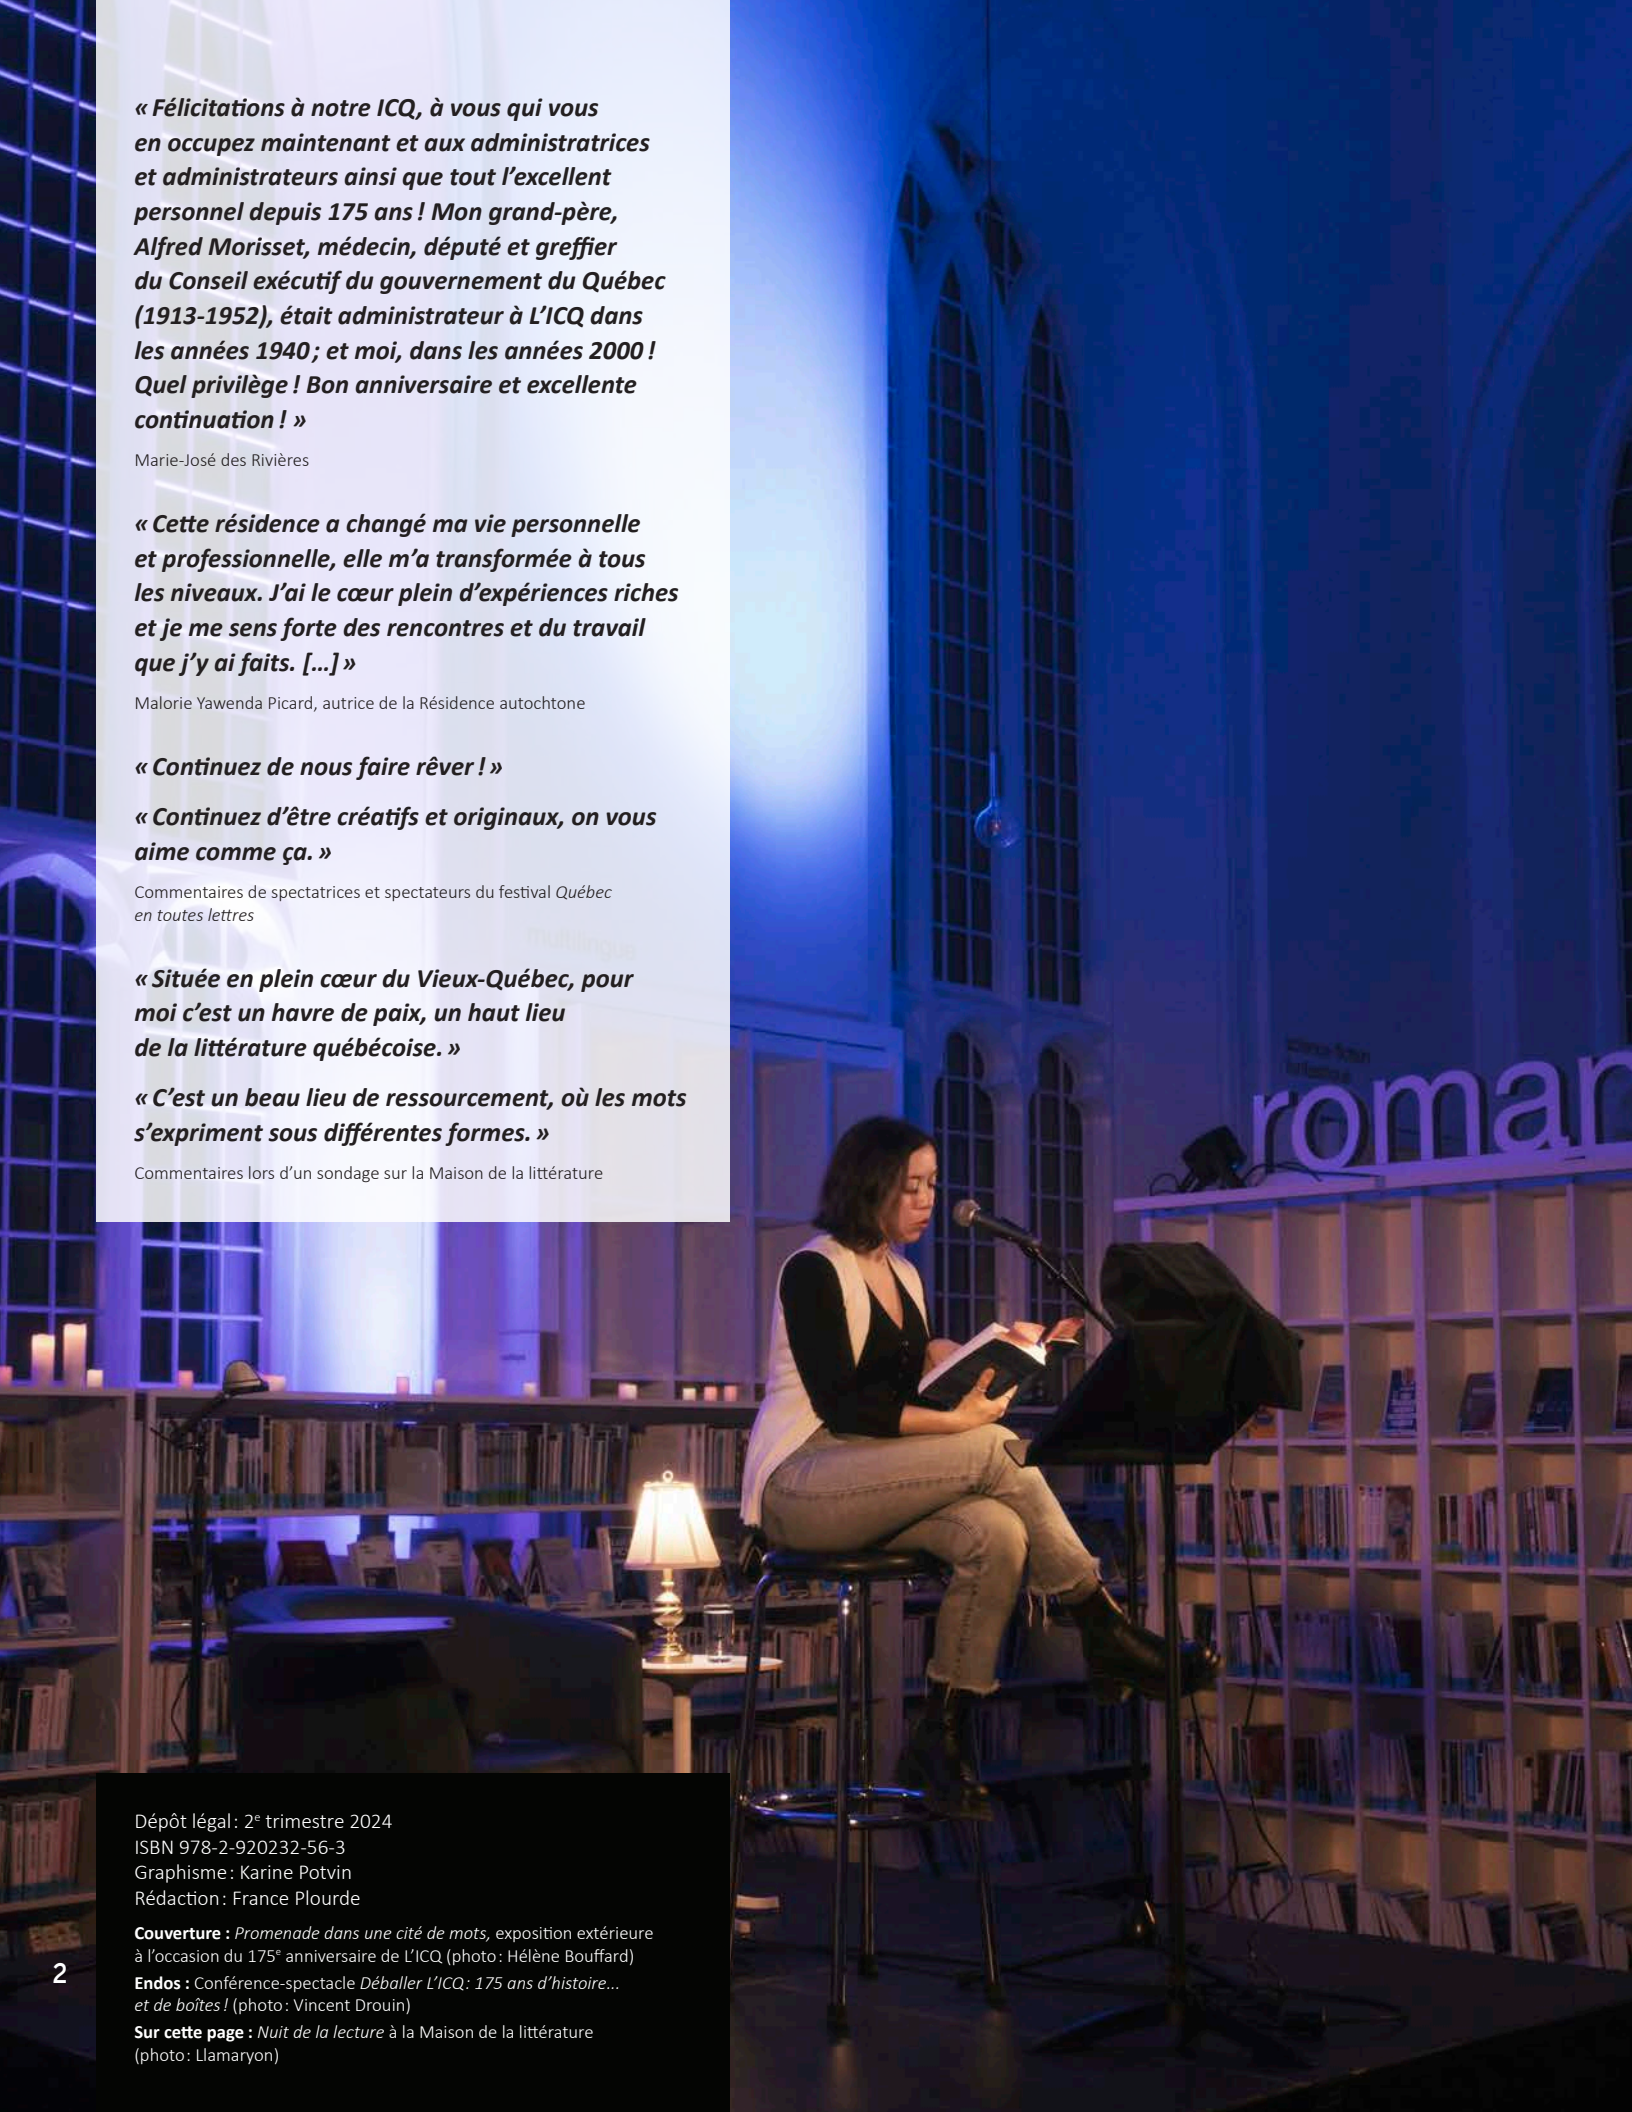 « Félicitations à notre ICQ, à vous qui vous
en occupez maintenant et aux administratrices
et administrateurs ainsi que tout l’excellent
personnel depuis 175 ans ! Mon grand-père,
Alfred Morisset, médecin, député et greffier
du Conseil exécutif du gouvernement du Québec
(1913-1952), était administrateur à L’ICQ dans
les années 1940 ; et moi, dans les années 2000 !
Quel privilège ! Bon anniversaire et excellente
continuation ! »
Marie-José des Rivières
« Cette résidence a changé ma vie personnelle
et professionnelle, elle m’a transformée à tous
les niveaux. J’ai le cœur plein d’expériences riches
et je me sens forte des rencontres et du travail
que j’y ai faits. […] »
Malorie Yawenda Picard, autrice de la Résidence autochtone
« Continuez de nous faire rêver ! »
« Continuez d’être créatifs et originaux, on vous
aime comme ça. »
Commentaires de spectatrices et spectateurs du festival Québec
en toutes lettres
multilingue
« Située en plein cœur du Vieux-Québec, pour
moi c’est un havre de paix, un haut lieu
de la littérature québécoise. »
« C’est un beau lieu de ressourcement, où les mots
s’expriment sous différentes formes. »
Commentaires lors d’un sondage sur la Maison de la littérature
roman
Dépôt légal : 2e trimestre 2024
ISBN 978-2-920232-56-3
Graphisme : Karine Potvin
Rédaction : France Plourde
Couverture : Promenade dans une cité de mots, exposition extérieure
à l’occasion du 175e anniversaire de L’ICQ (photo : Hélène Bouffard)
Endos : Conférence-spectacle Déballer L’ICQ : 175 ans d’histoire...
et de boîtes ! (photo : Vincent Drouin)
Sur cette page : Nuit de la lecture à la Maison de la littérature
(photo : Llamaryon)
2